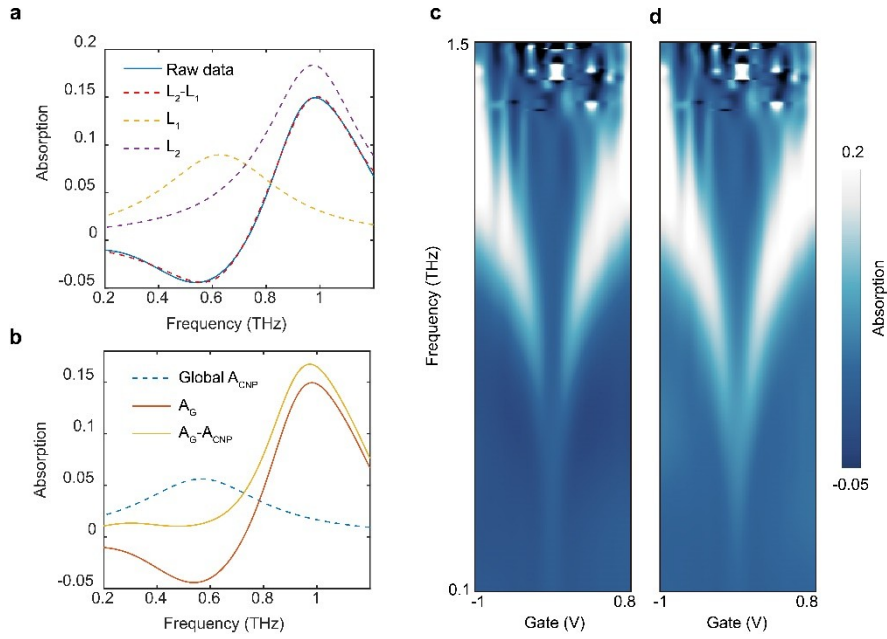 a
0.2
0.15
0.1
0.05
0
-0.05
Absorption
Raw data
L2-L1
L1
L2
0.2 0.4 0.6 0.8 1
Frequency (THz)
b
0.15
0.1
0.05
0
-0.05
Absorption
Global ACNP
AG
AG-ACNP
0.2 0.4 0.6 0.8 1
Frequency (THz)
c
1.5
Frequency (THz)
0.1
-1 0.8
Gate (V)
d
-1 0.8
Gate (V)
0.2
Absorption
-0.05